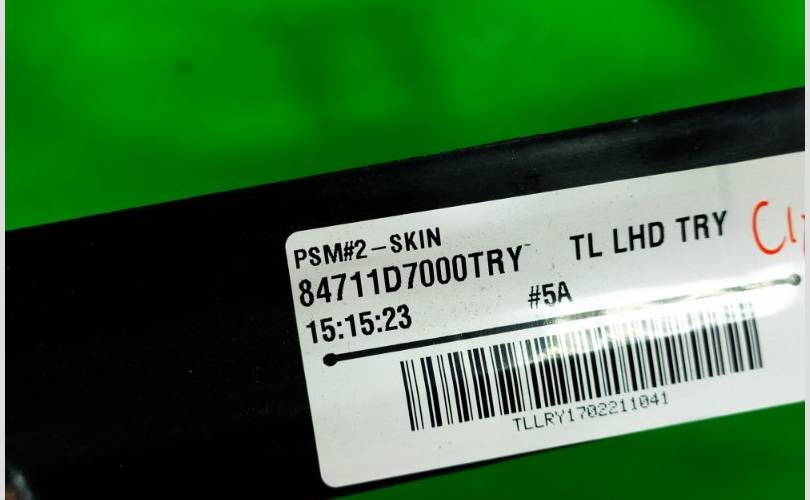 PSM#2-SKIN
84711D7000TRY TL LHD TRY
15:15:23 #5A
TLLRY1702211041